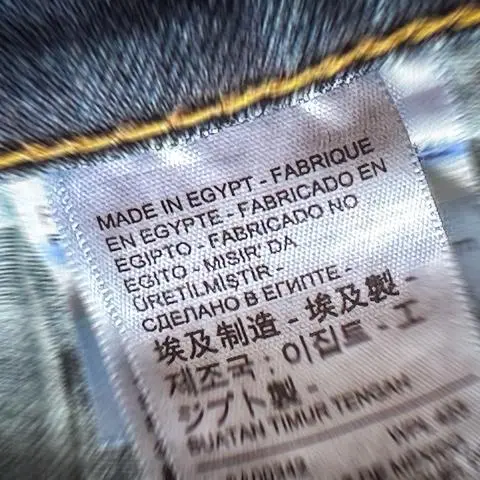 MADE IN EGYPT - FABRIQUE
EN EGYPTE - FABRICADO EN
EGIPTO - FABRICADO NO
EGITO - MISIR' DA
ÜRETİLMİŞTİR -
СДЕЛАНО В ЕГИПТЕ -
埃及制造 - 埃及製 -
제조국 : 이집트 - エ
ジプト製 -
BUATAN TIMUR TENGAH